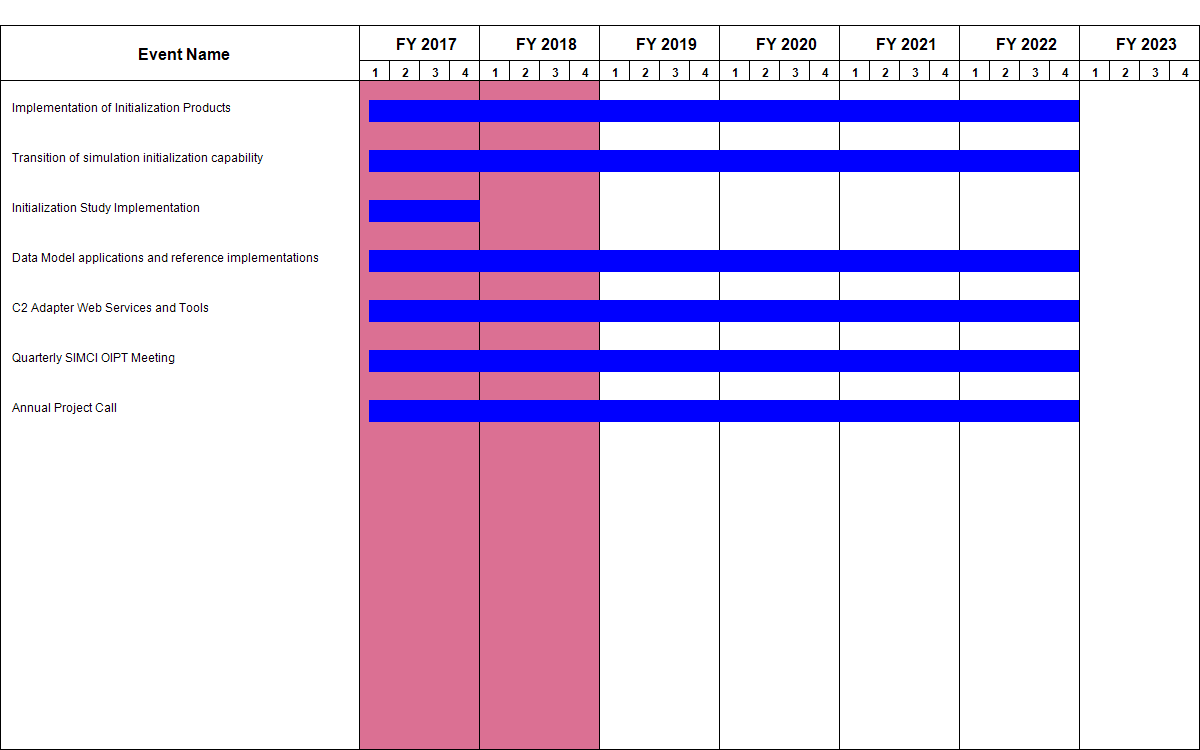 Event Name FY 2017 FY 2018 FY 2019 FY 2020 FY 2021 FY 2022 FY 2023
1 2 3 4 1 2 3 4 1 2 3 4 1 2 3 4 1 2 3 4 1 2 3 4 1 2 3 4
Implementation of Initialization Products
Transition of simulation initialization capability
Initialization Study Implementation
Data Model applications and reference implementations
C2 Adapter Web Services and Tools
Quarterly SIMCI OIPT Meeting
Annual Project Call